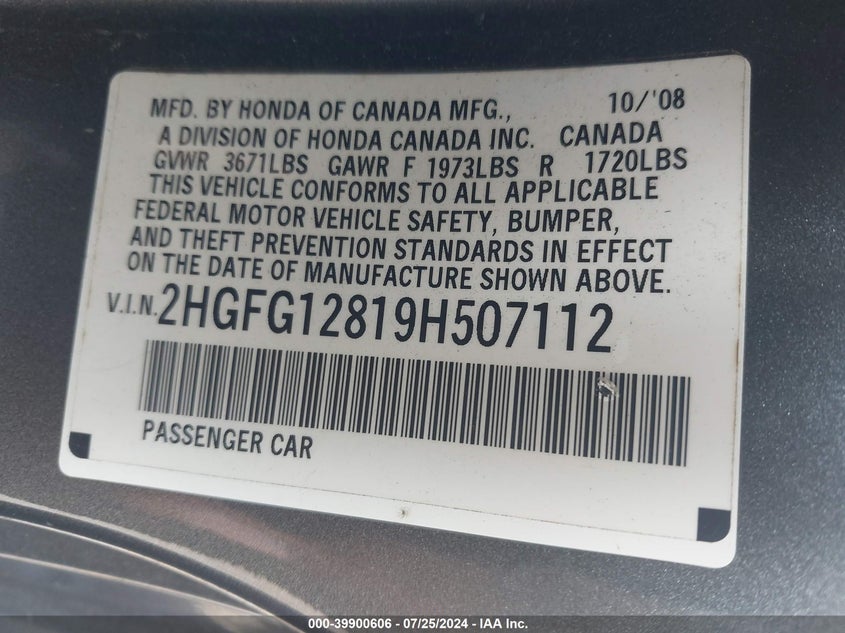 MFD. BY HONDA OF CANADA MFG., 10/'08
A DIVISION OF HONDA CANADA INC. CANADA
GVWR 3671LBS GAWR F 1973LBS R 1720LBS
THIS VEHICLE CONFORMS TO ALL APPLICABLE
FEDERAL MOTOR VEHICLE SAFETY, BUMPER,
AND THEFT PREVENTION STANDARDS IN EFFECT
ON THE DATE OF MANUFACTURE SHOWN ABOVE.
V.I.N. 2HGFG12819H507112
PASSENGER CAR
000-39900606 - 07/25/2024 - IAA Inc.